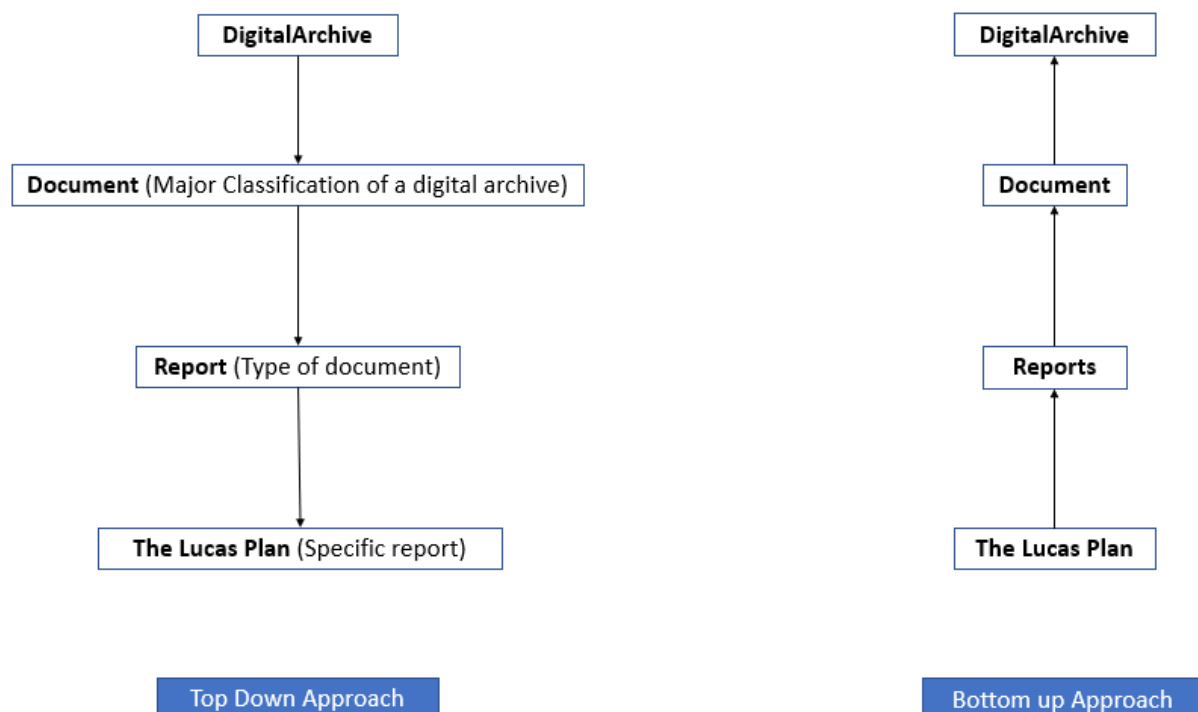 DigitalArchive
Document (Major Classification of a digital archive)
Report (Type of document)
The Lucas Plan (Specific report)
Top Down Approach
DigitalArchive
Document
Reports
The Lucas Plan
Bottom up Approach